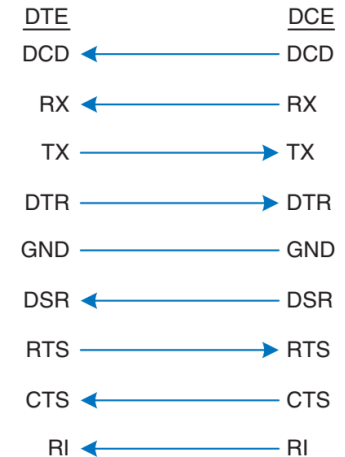 DTE DCE
DCD DCD
RX RX
TX TX
DTR DTR
GND GND
DSR DSR
RTS RTS
CTS CTS
RI RI